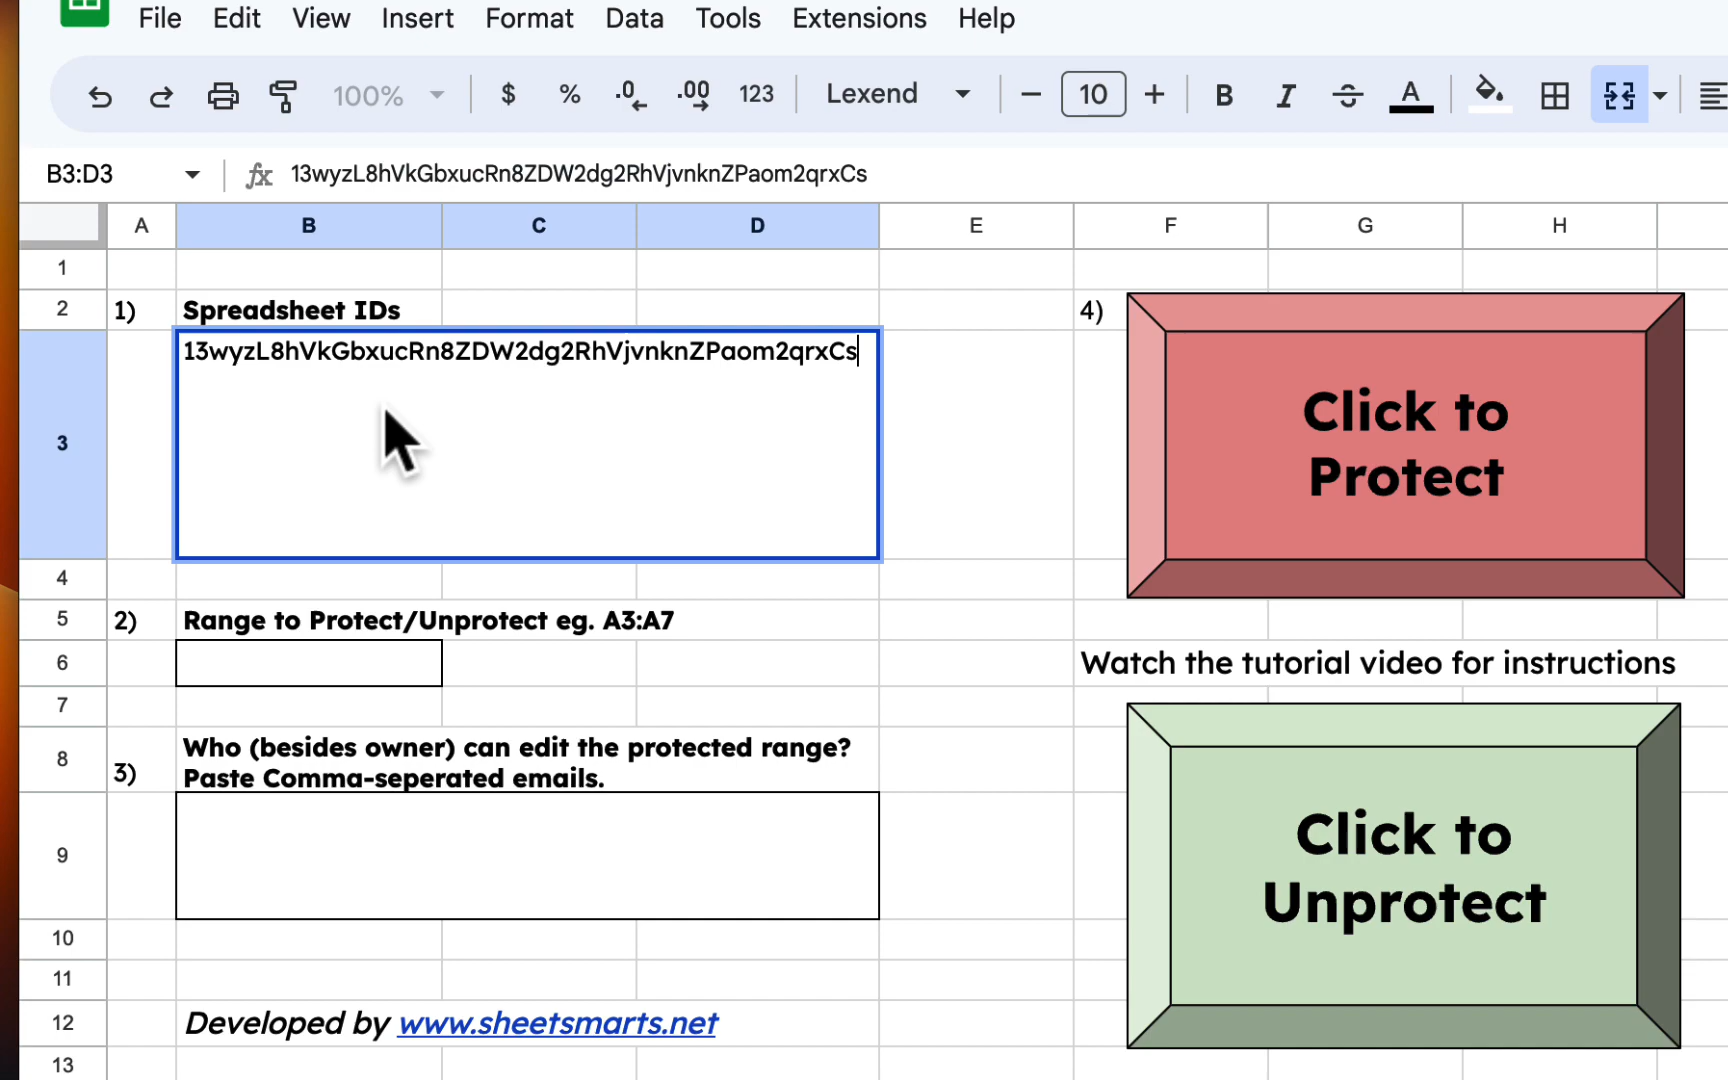 File Edit View Insert Format Data Tools Extensions Help
100% $ % .0 .00 123 Lexend 10 B I A
B3:D3 fx 13wyzL8hVkGbxucRn8ZDW2dg2RhVjvnknZPaom2qrxCs
A B C D E F G H
1
2 1) Spreadsheet IDs 4)
13wyzL8hVkGbxucRn8ZDW2dg2RhVjvnknZPaom2qrxCs
3
Click to
Protect
4
5 2) Range to Protect/Unprotect eg. A3:A7
6 Watch the tutorial video for instructions
7
8 3) Who (besides owner) can edit the protected range?
Paste Comma-seperated emails.
9
Click to
Unprotect
10
11
12 Developed by www.sheetsmarts.net
13